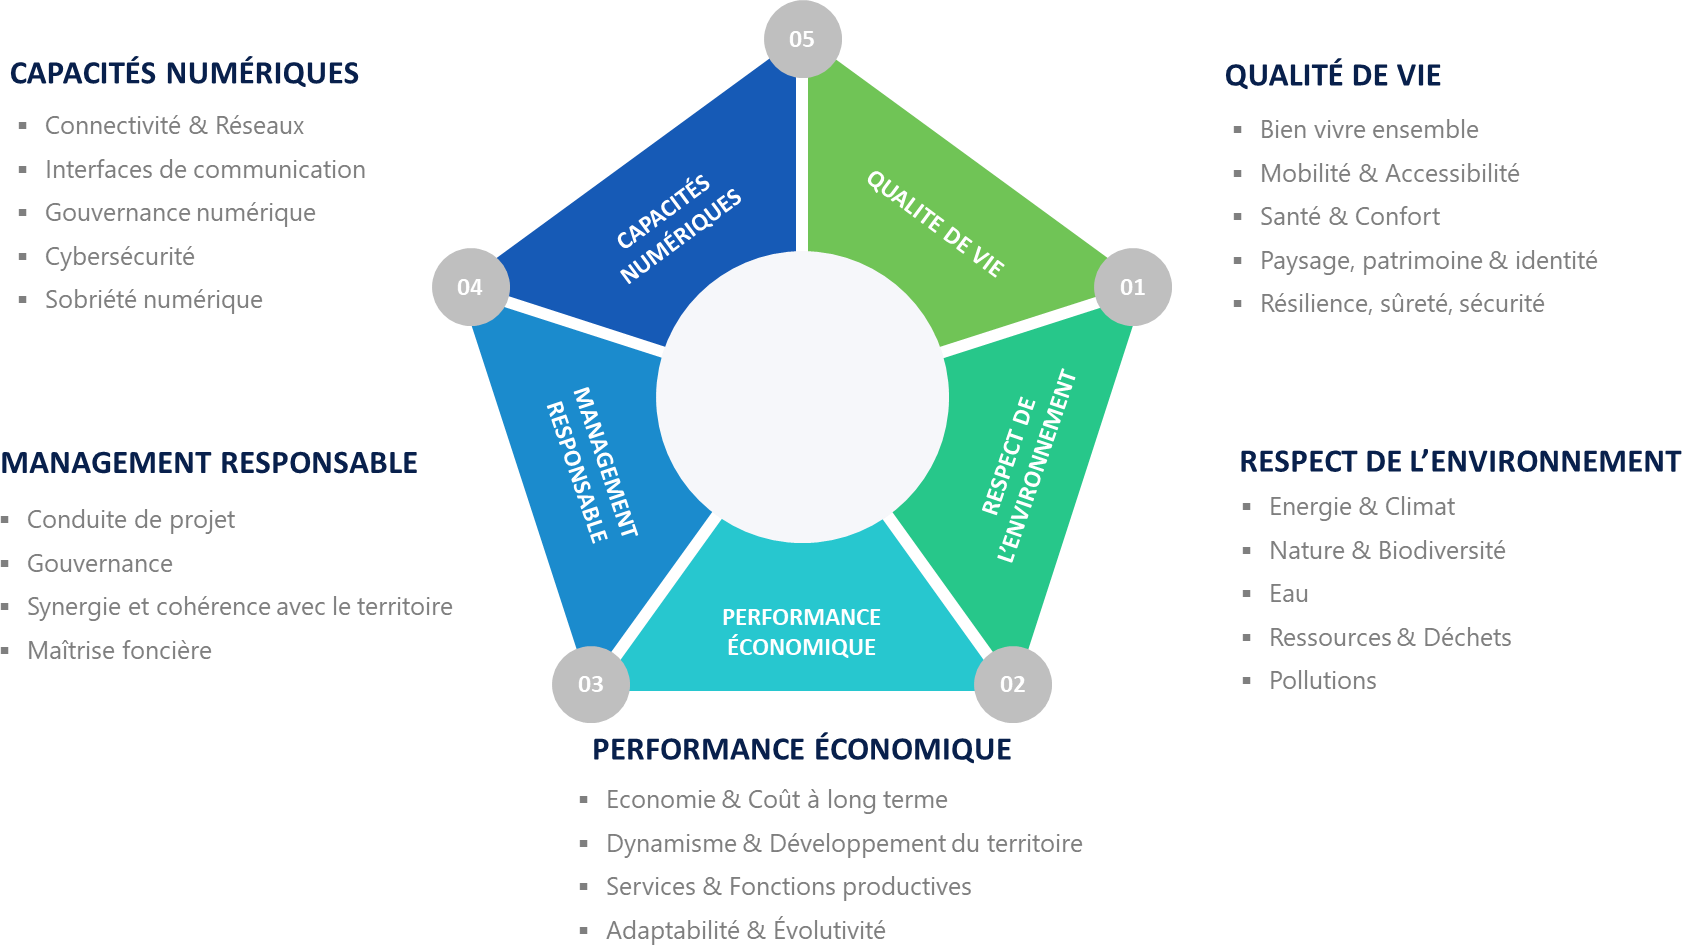 CAPACITÉS NUMÉRIQUES
▪ Connectivité & Réseaux
▪ Interfaces de communication
▪ Gouvernance numérique
▪ Cybersécurité
▪ Sobriété numérique
MANAGEMENT RESPONSABLE
▪ Conduite de projet
▪ Gouvernance
▪ Synergie et cohérence avec le territoire
▪ Maîtrise foncière
05
CAPACITÉS
NUMÉRIQUES
QUALITE DE VIE
04
01
MANAGEMENT
RESPONSABLE
RESPECT DE
L’ENVIRONNEMENT
PERFORMANCE
ÉCONOMIQUE
03
02
QUALITÉ DE VIE
▪ Bien vivre ensemble
▪ Mobilité & Accessibilité
▪ Santé & Confort
▪ Paysage, patrimoine & identité
▪ Résilience, sûreté, sécurité
RESPECT DE L’ENVIRONNEMENT
▪ Energie & Climat
▪ Nature & Biodiversité
▪ Eau
▪ Ressources & Déchets
▪ Pollutions
PERFORMANCE ÉCONOMIQUE
▪ Economie & Coût à long terme
▪ Dynamisme & Développement du territoire
▪ Services & Fonctions productives
▪ Adaptabilité & Évolutivité